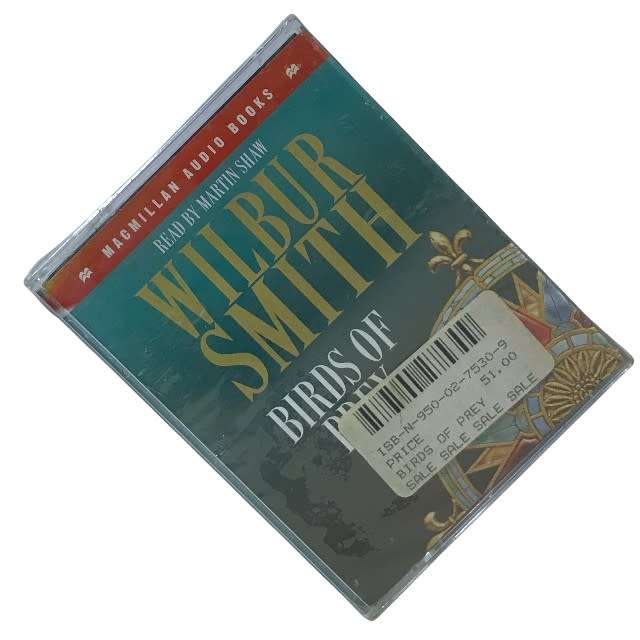 MACMILLAN AUDIO BOOKS
READ BY MARTIN SHAW
WILBUR
SMITH
BIRDS OF
PREY
ISB-N-950-02-7530-9
PRICE 51.00
BIRDS OF PREY
SALE SALE SALE SALE